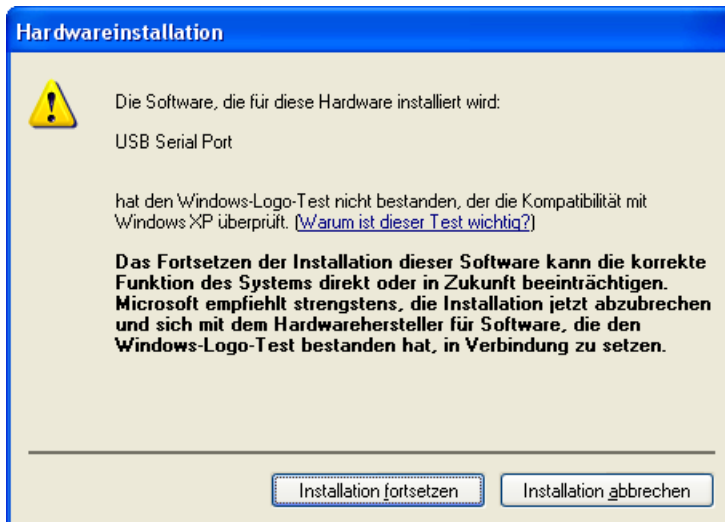 Hardwareinstallation
Die Software, die für diese Hardware installiert wird:
USB Serial Port
hat den Windows-Logo-Test nicht bestanden, der die Kompatibilität mit
Windows XP überprüft. (Warum ist dieser Test wichtig?)
Das Fortsetzen der Installation dieser Software kann die korrekte
Funktion des Systems direkt oder in Zukunft beeinträchtigen.
Microsoft empfiehlt strengstens, die Installation jetzt abzubrechen
und sich mit dem Hardwarehersteller für Software, die den
Windows-Logo-Test bestanden hat, in Verbindung zu setzen.
Installation fortsetzen
Installation abbrechen